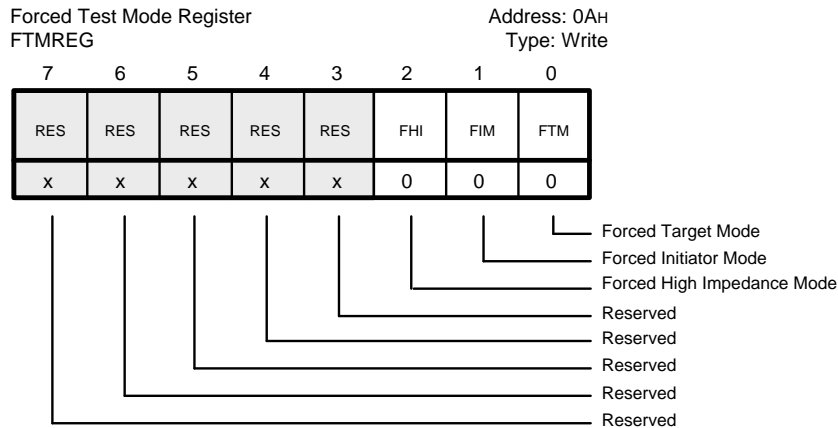 Forced Test Mode Register Address: 0AH
FTMREG Type: Write
7 6 5 4 3 2 1 0
RES RES RES RES RES FHI FIM FTM
x x x x x 0 0 0
Forced Target Mode
Forced Initiator Mode
Forced High Impedance Mode
Reserved
Reserved
Reserved
Reserved
Reserved